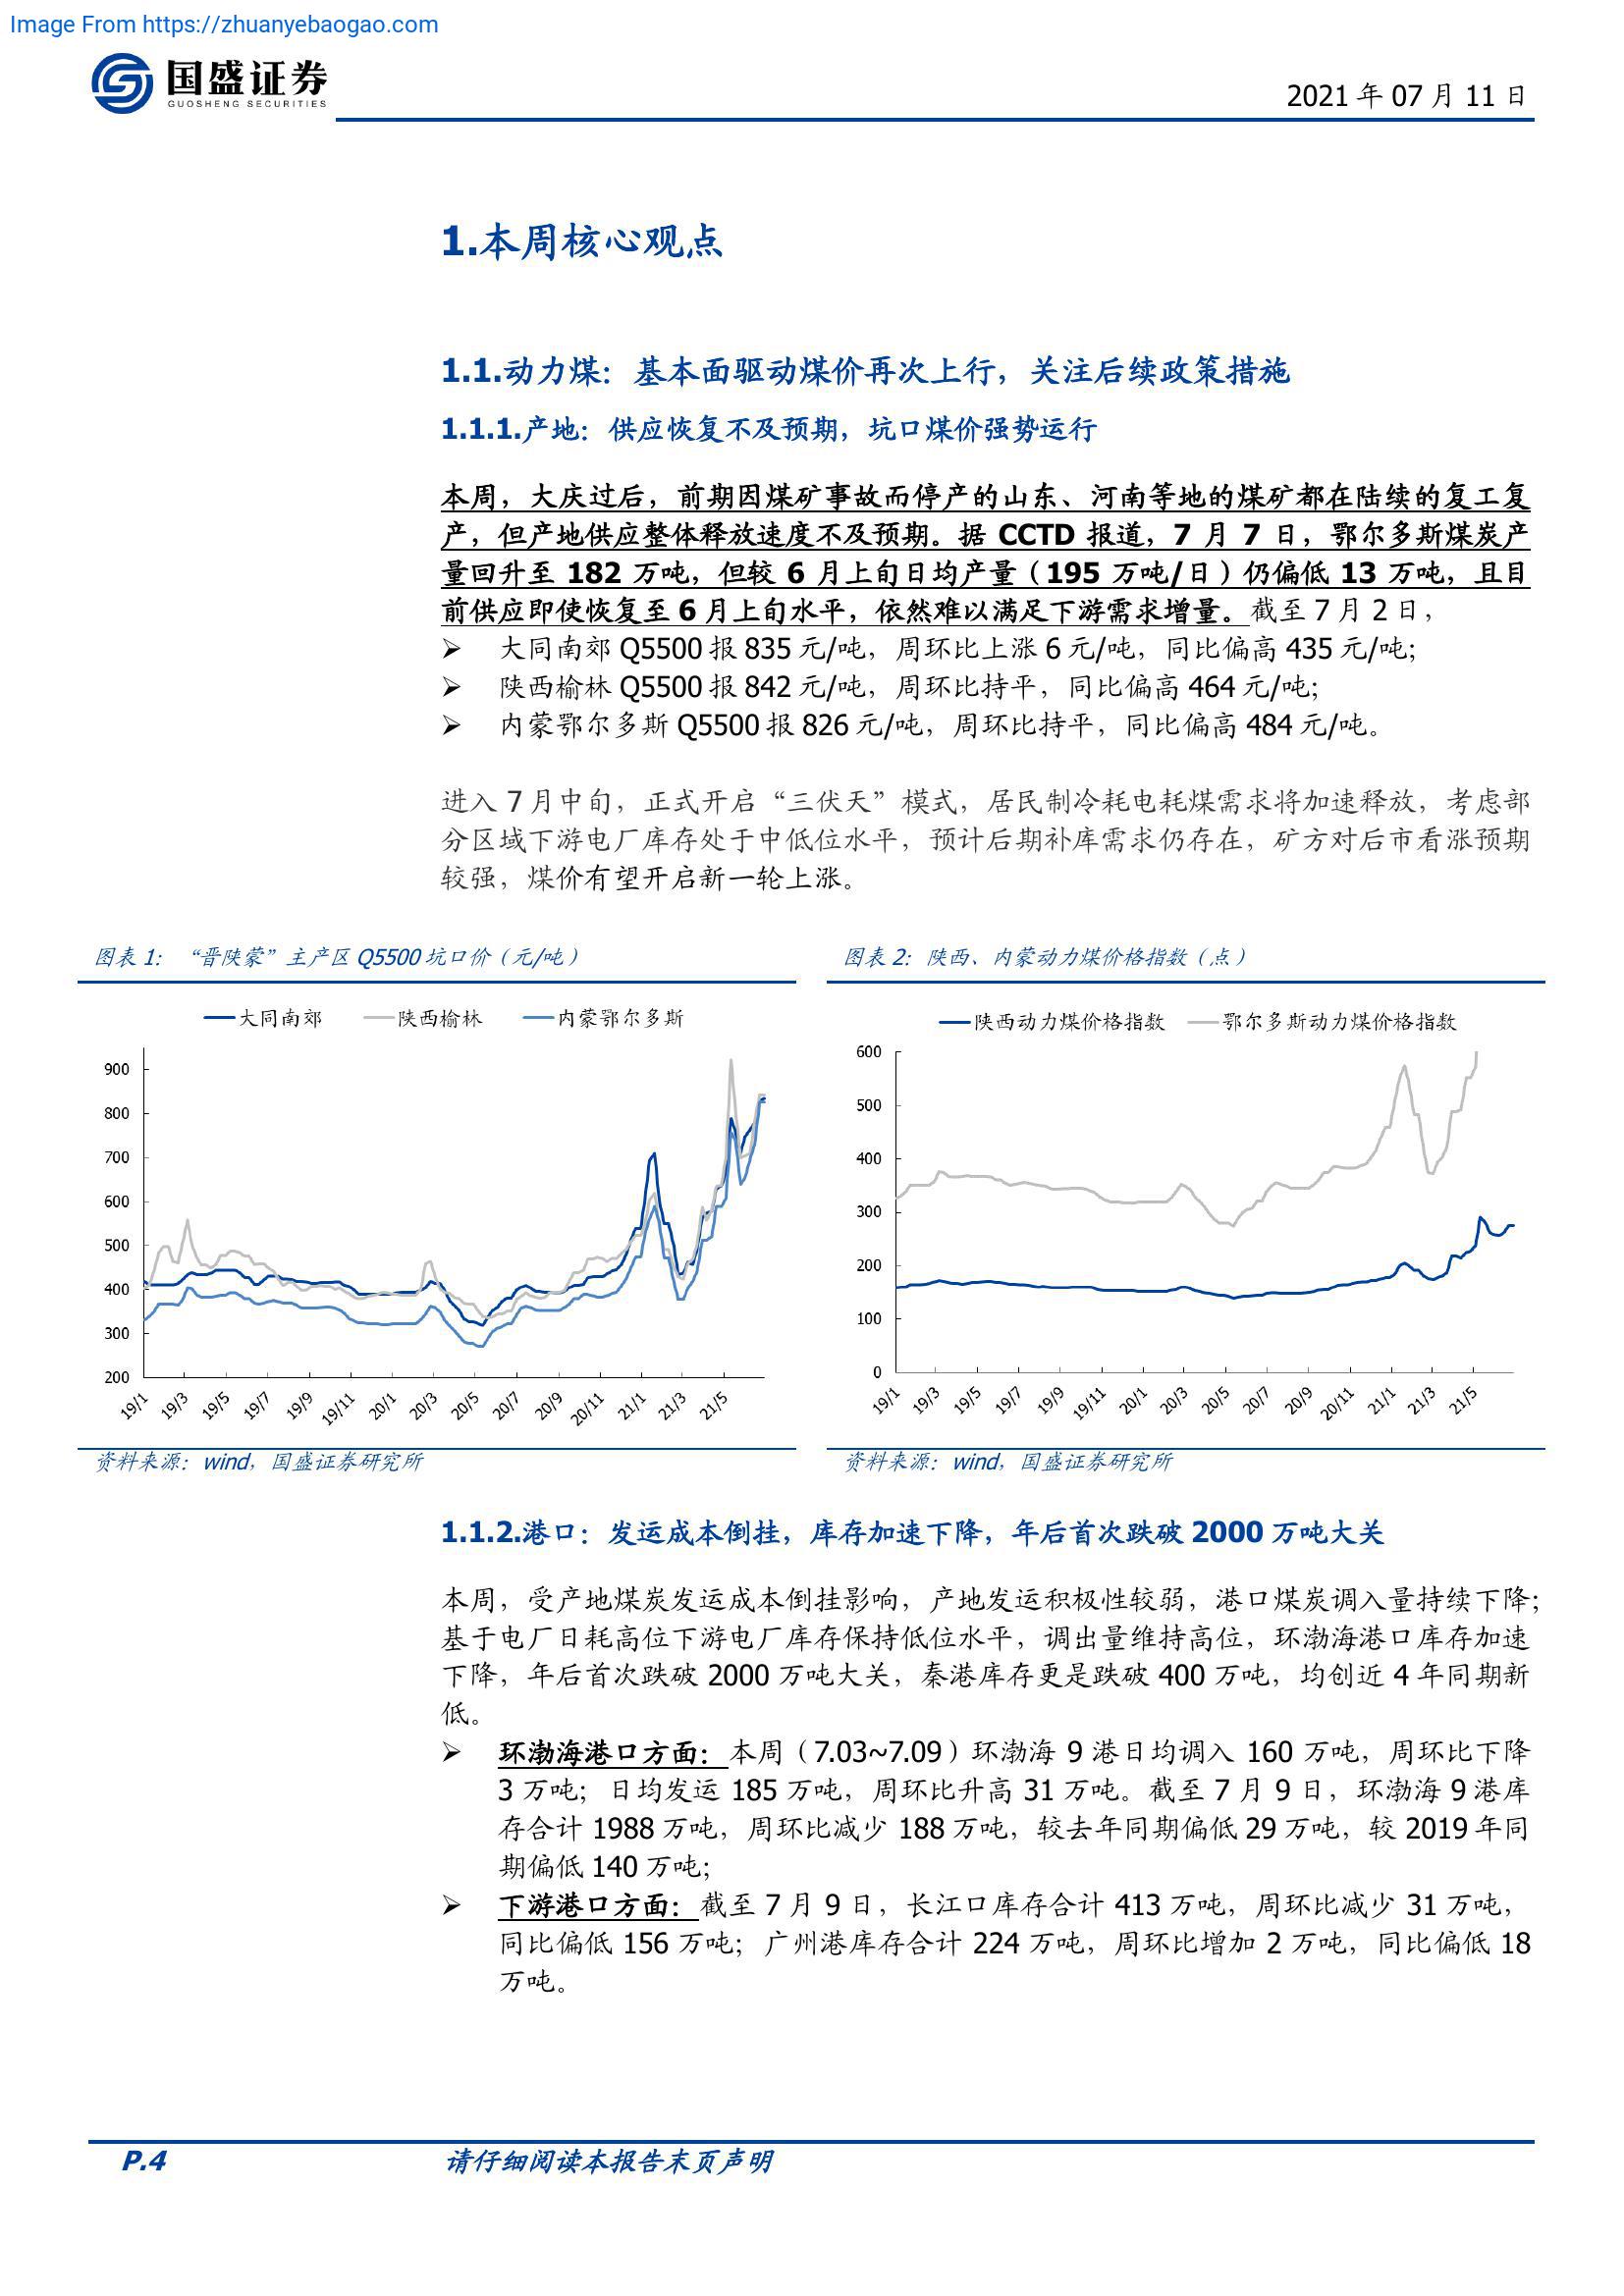 Image From https://zhuanyebaogao.com
国盛证券
GUOSHENG SECURITIES
2021 年 07 月 11 日
1.本周核心观点
1.1.动力煤：基本面驱动煤价再次上行，关注后续政策措施
1.1.1.产地：供应恢复不及预期，坑口煤价强势运行
本周，大庆过后，前期因煤矿事故而停产的山东、河南等地的煤矿都在陆续的复工复
产，但产地供应整体释放速度不及预期。据 CCTD 报道，7 月 7 日，鄂尔多斯煤炭产
量回升至 182 万吨，但较 6 月上旬日均产量（195 万吨/日）仍偏低 13 万吨，且目
前供应即使恢复至 6 月上旬水平，依然难以满足下游需求增量。截至 7 月 2 日，
➢ 大同南郊 Q5500 报 835 元/吨，周环比上涨 6 元/吨，同比偏高 435 元/吨；
➢ 陕西榆林 Q5500 报 842 元/吨，周环比持平，同比偏高 464 元/吨；
➢ 内蒙鄂尔多斯 Q5500 报 826 元/吨，周环比持平，同比偏高 484 元/吨。
进入 7 月中旬，正式开启“三伏天”模式，居民制冷耗电耗煤需求将加速释放，考虑部
分区域下游电厂库存处于中低位水平，预计后期补库需求仍存在，矿方对后市看涨预期
较强，煤价有望开启新一轮上涨。
图表 1: “晋陕蒙”主产区 Q5500 坑口价（元/吨）
大同南郊 陕西榆林 内蒙鄂尔多斯
900
800
700
600
500
400
300
200
19/1 19/3 19/5 19/7 19/9 19/11 20/1 20/3 20/5 20/7 20/9 20/11 21/1 21/3 21/5
资料来源：wind，国盛证券研究所
图表 2: 陕西、内蒙动力煤价格指数（点）
陕西动力煤价格指数 鄂尔多斯动力煤价格指数
600
500
400
300
200
100
0
19/1 19/3 19/5 19/7 19/9 19/11 20/1 20/3 20/5 20/7 20/9 20/11 21/1 21/3 21/5
资料来源：wind，国盛证券研究所
1.1.2.港口：发运成本倒挂，库存加速下降，年后首次跌破 2000 万吨大关
本周，受产地煤炭发运成本倒挂影响，产地发运积极性较弱，港口煤炭调入量持续下降；
基于电厂日耗高位下游电厂库存保持低位水平，调出量维持高位，环渤海港口库存加速
下降，年后首次跌破 2000 万吨大关，秦港库存更是跌破 400 万吨，均创近 4 年同期新
低。
➢ 环渤海港口方面：本周（7.03~7.09）环渤海 9 港日均调入 160 万吨，周环比下降
3 万吨；日均发运 185 万吨，周环比升高 31 万吨。截至 7 月 9 日，环渤海 9 港库
存合计 1988 万吨，周环比减少 188 万吨，较去年同期偏低 29 万吨，较 2019 年同
期偏低 140 万吨；
➢ 下游港口方面：截至 7 月 9 日，长江口库存合计 413 万吨，周环比减少 31 万吨，
同比偏低 156 万吨；广州港库存合计 224 万吨，周环比增加 2 万吨，同比偏低 18
万吨。
P.4 请仔细阅读本报告末页声明